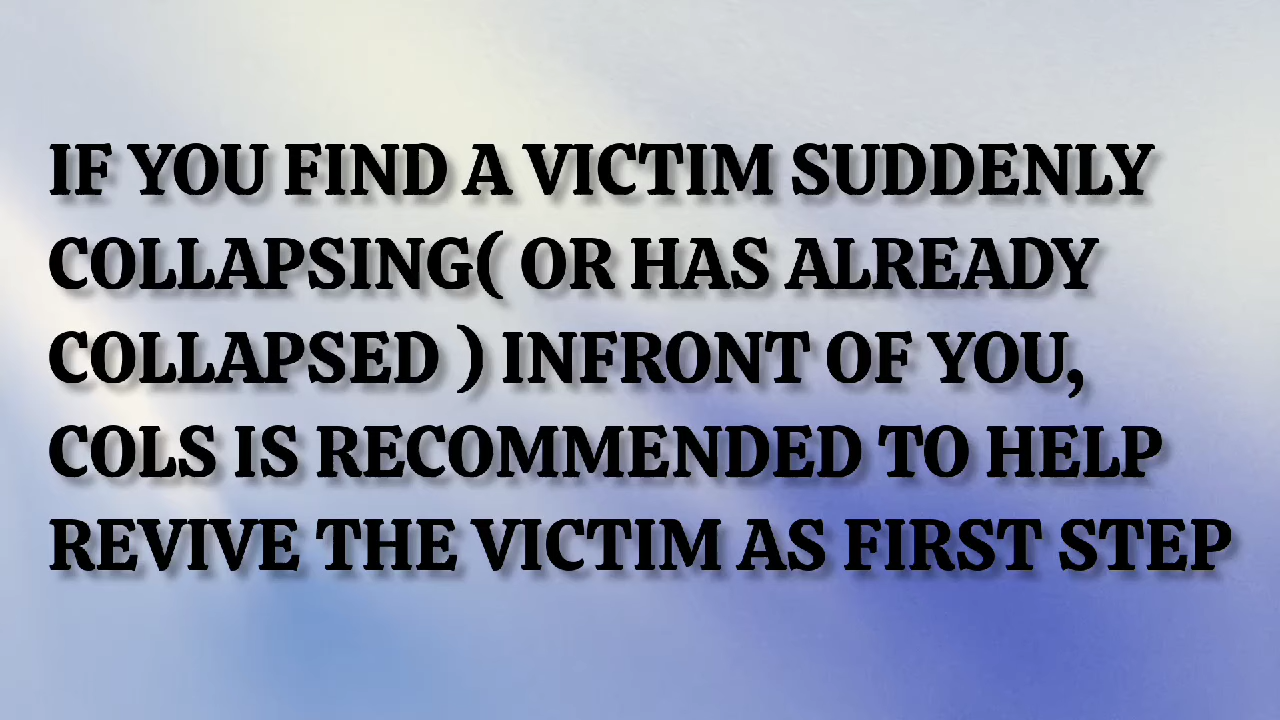 IF YOU FIND A VICTIM SUDDENLY
COLLAPSING( OR HAS ALREADY
COLLAPSED ) INFRONT OF YOU,
COLS IS RECOMMENDED TO HELP
REVIVE THE VICTIM AS FIRST STEP